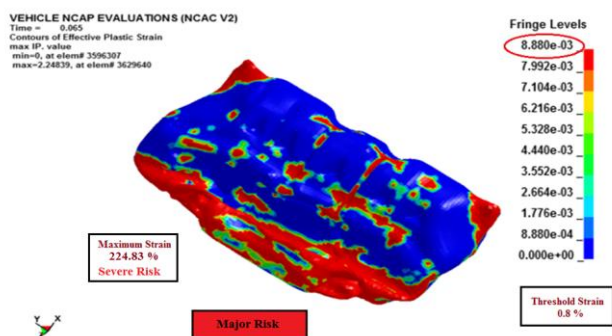 VEHICLE NCAP EVALUATIONS (NCAC V2)
Time = 0.065
Contours of Effective Plastic Strain
max IP. value
min=0, at elem# 3596307
max=2.24839, at elem# 3629640
Fringe Levels
8.880e-03
7.992e-03
7.104e-03
6.216e-03
5.328e-03
4.440e-03
3.552e-03
2.664e-03
1.776e-03
8.880e-04
0.000e+00
Maximum Strain
224.83 %
Severe Risk
Threshold Strain
0.8 %
Major Risk
Y X